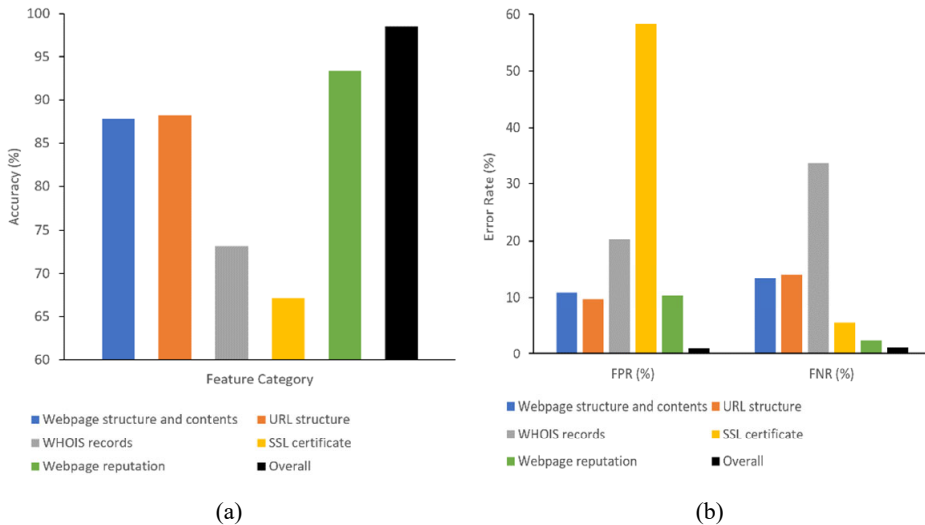 100
95
90
85
80
75
70
65
60
Accuracy (%)
Feature Category
Webpage structure and contents
URL structure
WHOIS records
SSL certificate
Webpage reputation
Overall
(a)
60
50
40
30
20
10
0
Error Rate (%)
FPR (%)
FNR (%)
Webpage structure and contents
URL structure
WHOIS records
SSL certificate
Webpage reputation
Overall
(b)